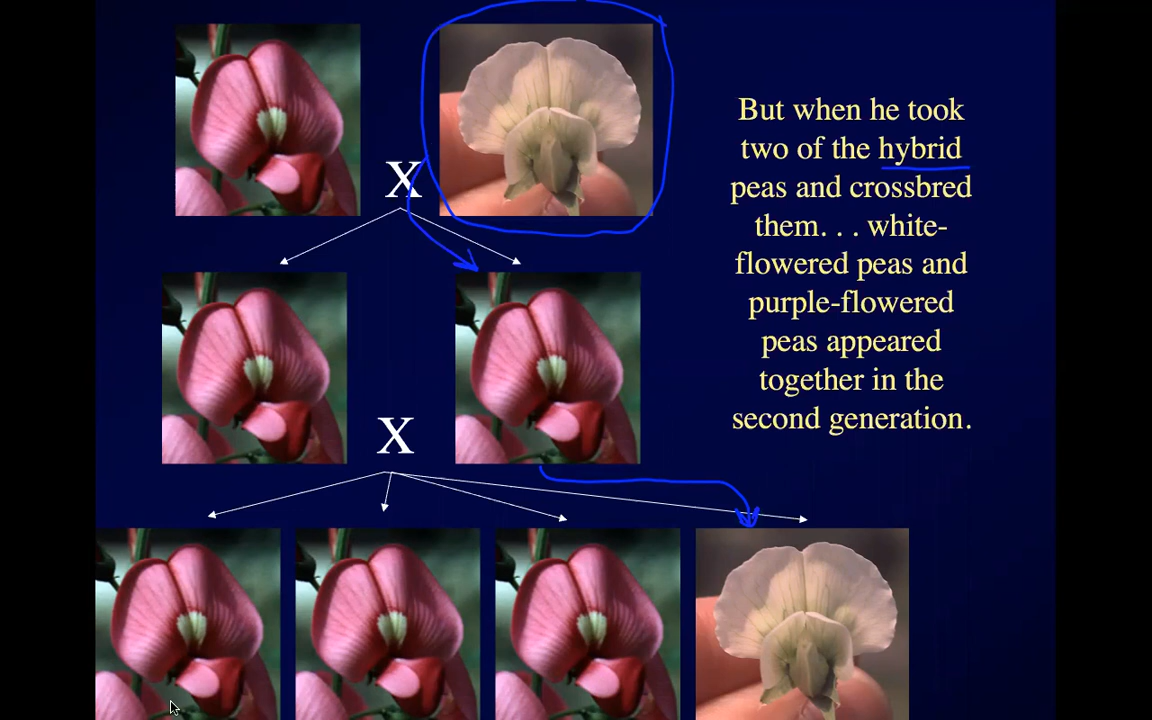 X
X
But when he took
two of the hybrid
peas and crossbred
them. . . white-
flowered peas and
purple-flowered
peas appeared
together in the
second generation.